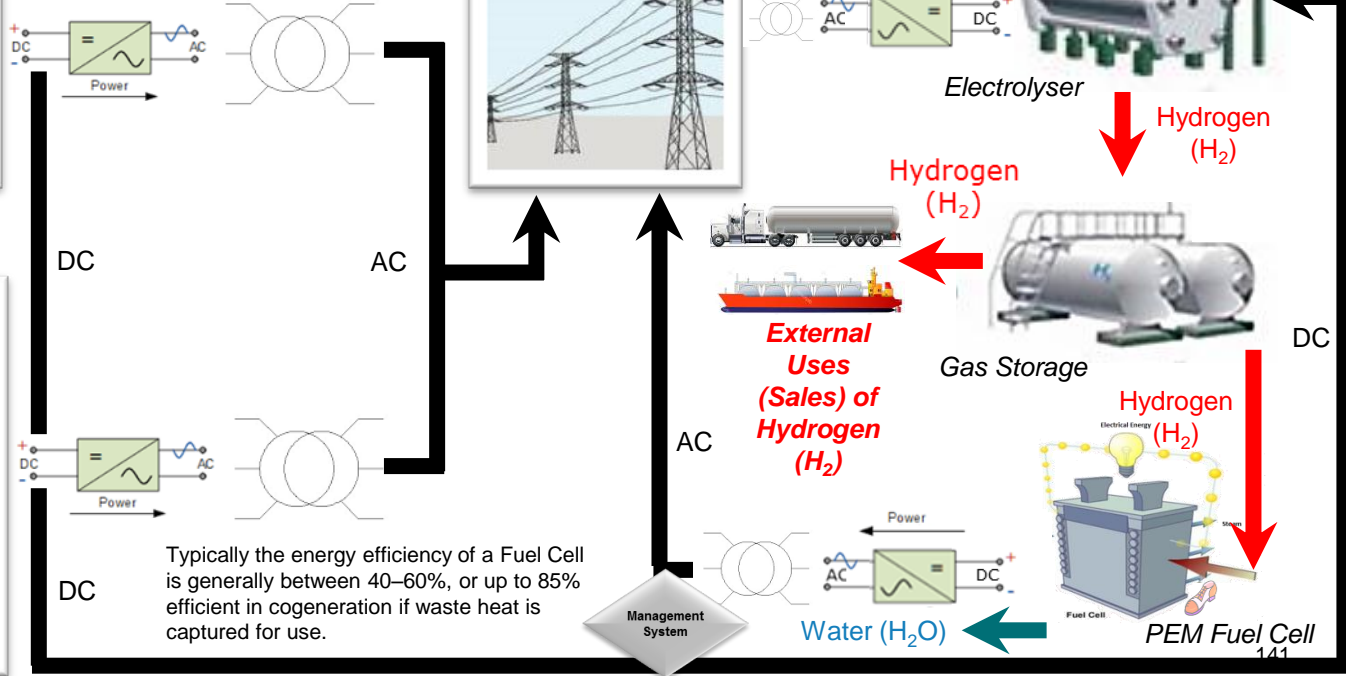 +
DC
-
=
AC
Power
AC
=
DC
-
Electrolyser
Hydrogen
(H₂)
Hydrogen
(H₂)
DC
AC
External
Uses
(Sales) of
Hydrogen
(H₂)
H₂
Gas Storage
DC
Hydrogen
(H₂)
Electrical Energy
Steam
AC
+
DC
-
=
AC
Power
Power
AC
=
+
DC
-
Fuel Cell
PEM Fuel Cell
Typically the energy efficiency of a Fuel Cell
is generally between 40–60%, or up to 85%
efficient in cogeneration if waste heat is
captured for use.
DC
Management
System
Water (H₂O)
141